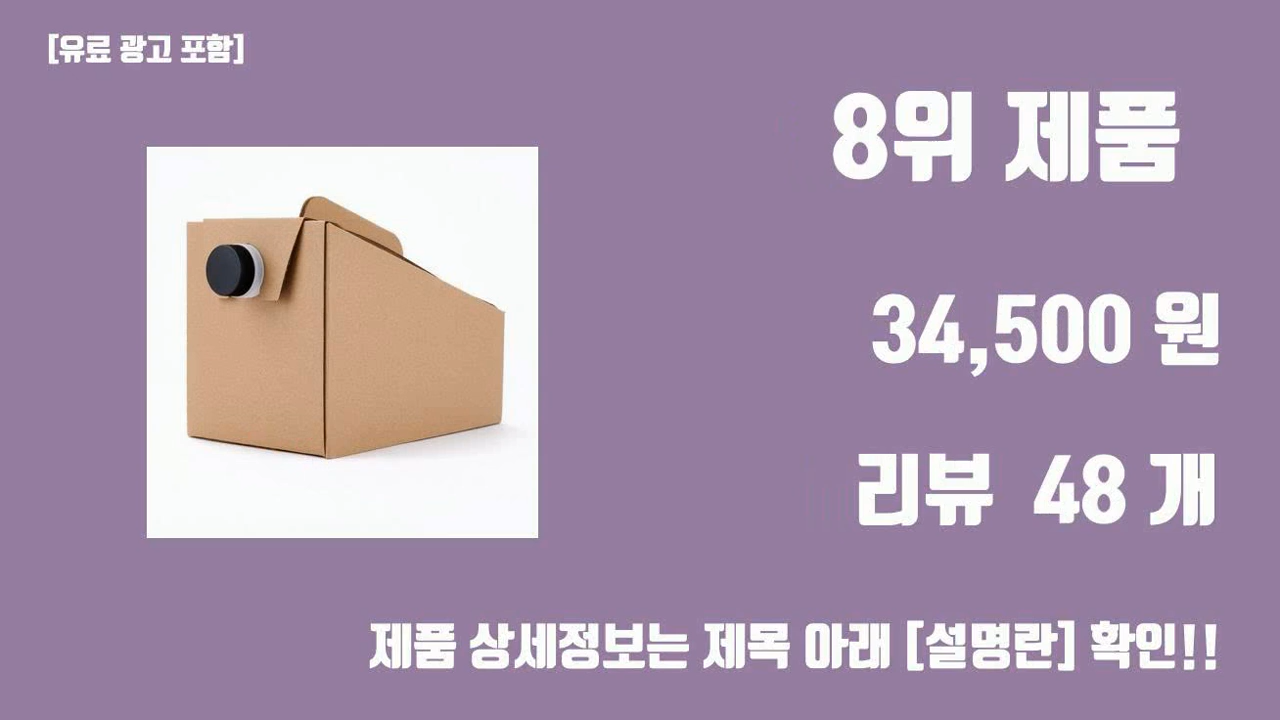 [유료 광고 포함]
8위 제품
34,500 원
리뷰 48 개
제품 상세정보는 제목 아래 [설명란] 확인!!